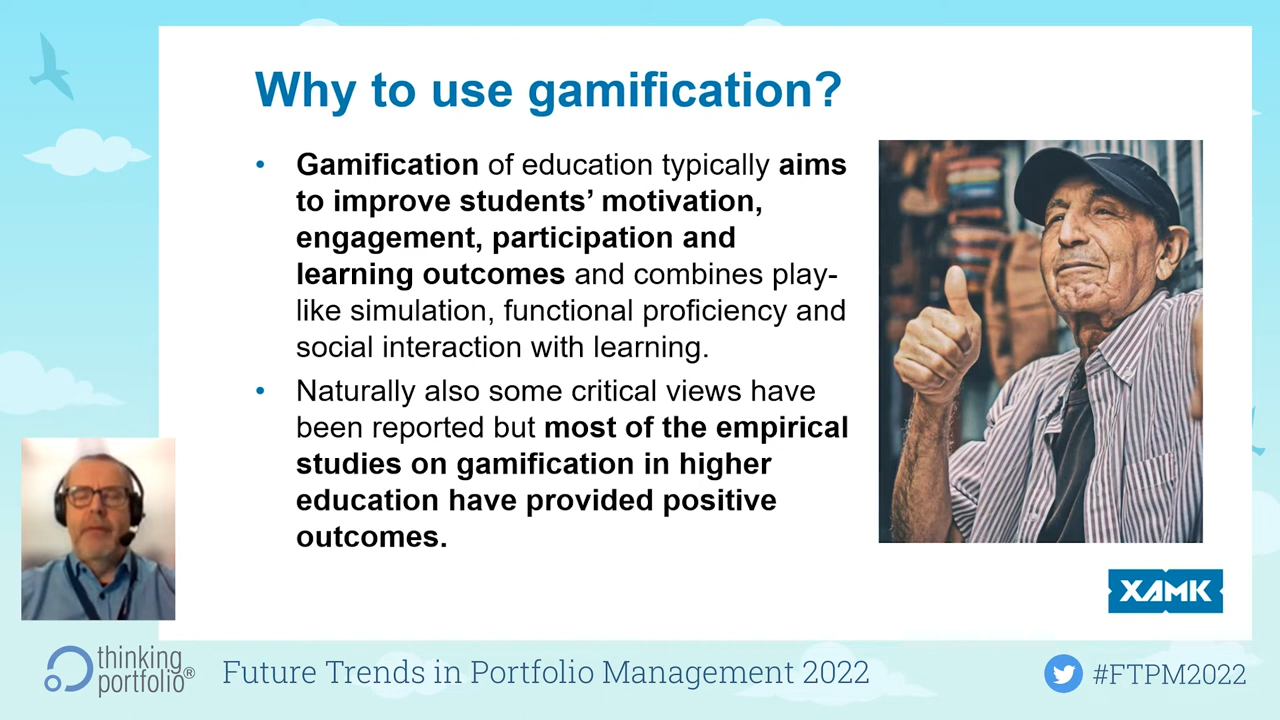 Why to use gamification?
• Gamification of education typically aims
to improve students’ motivation,
engagement, participation and
learning outcomes and combines play-
like simulation, functional proficiency and
social interaction with learning.
• Naturally also some critical views have
been reported but most of the empirical
studies on gamification in higher
education have provided positive
outcomes.
XAMK
thinking
portfolio®
Future Trends in Portfolio Management 2022
#FTPM2022